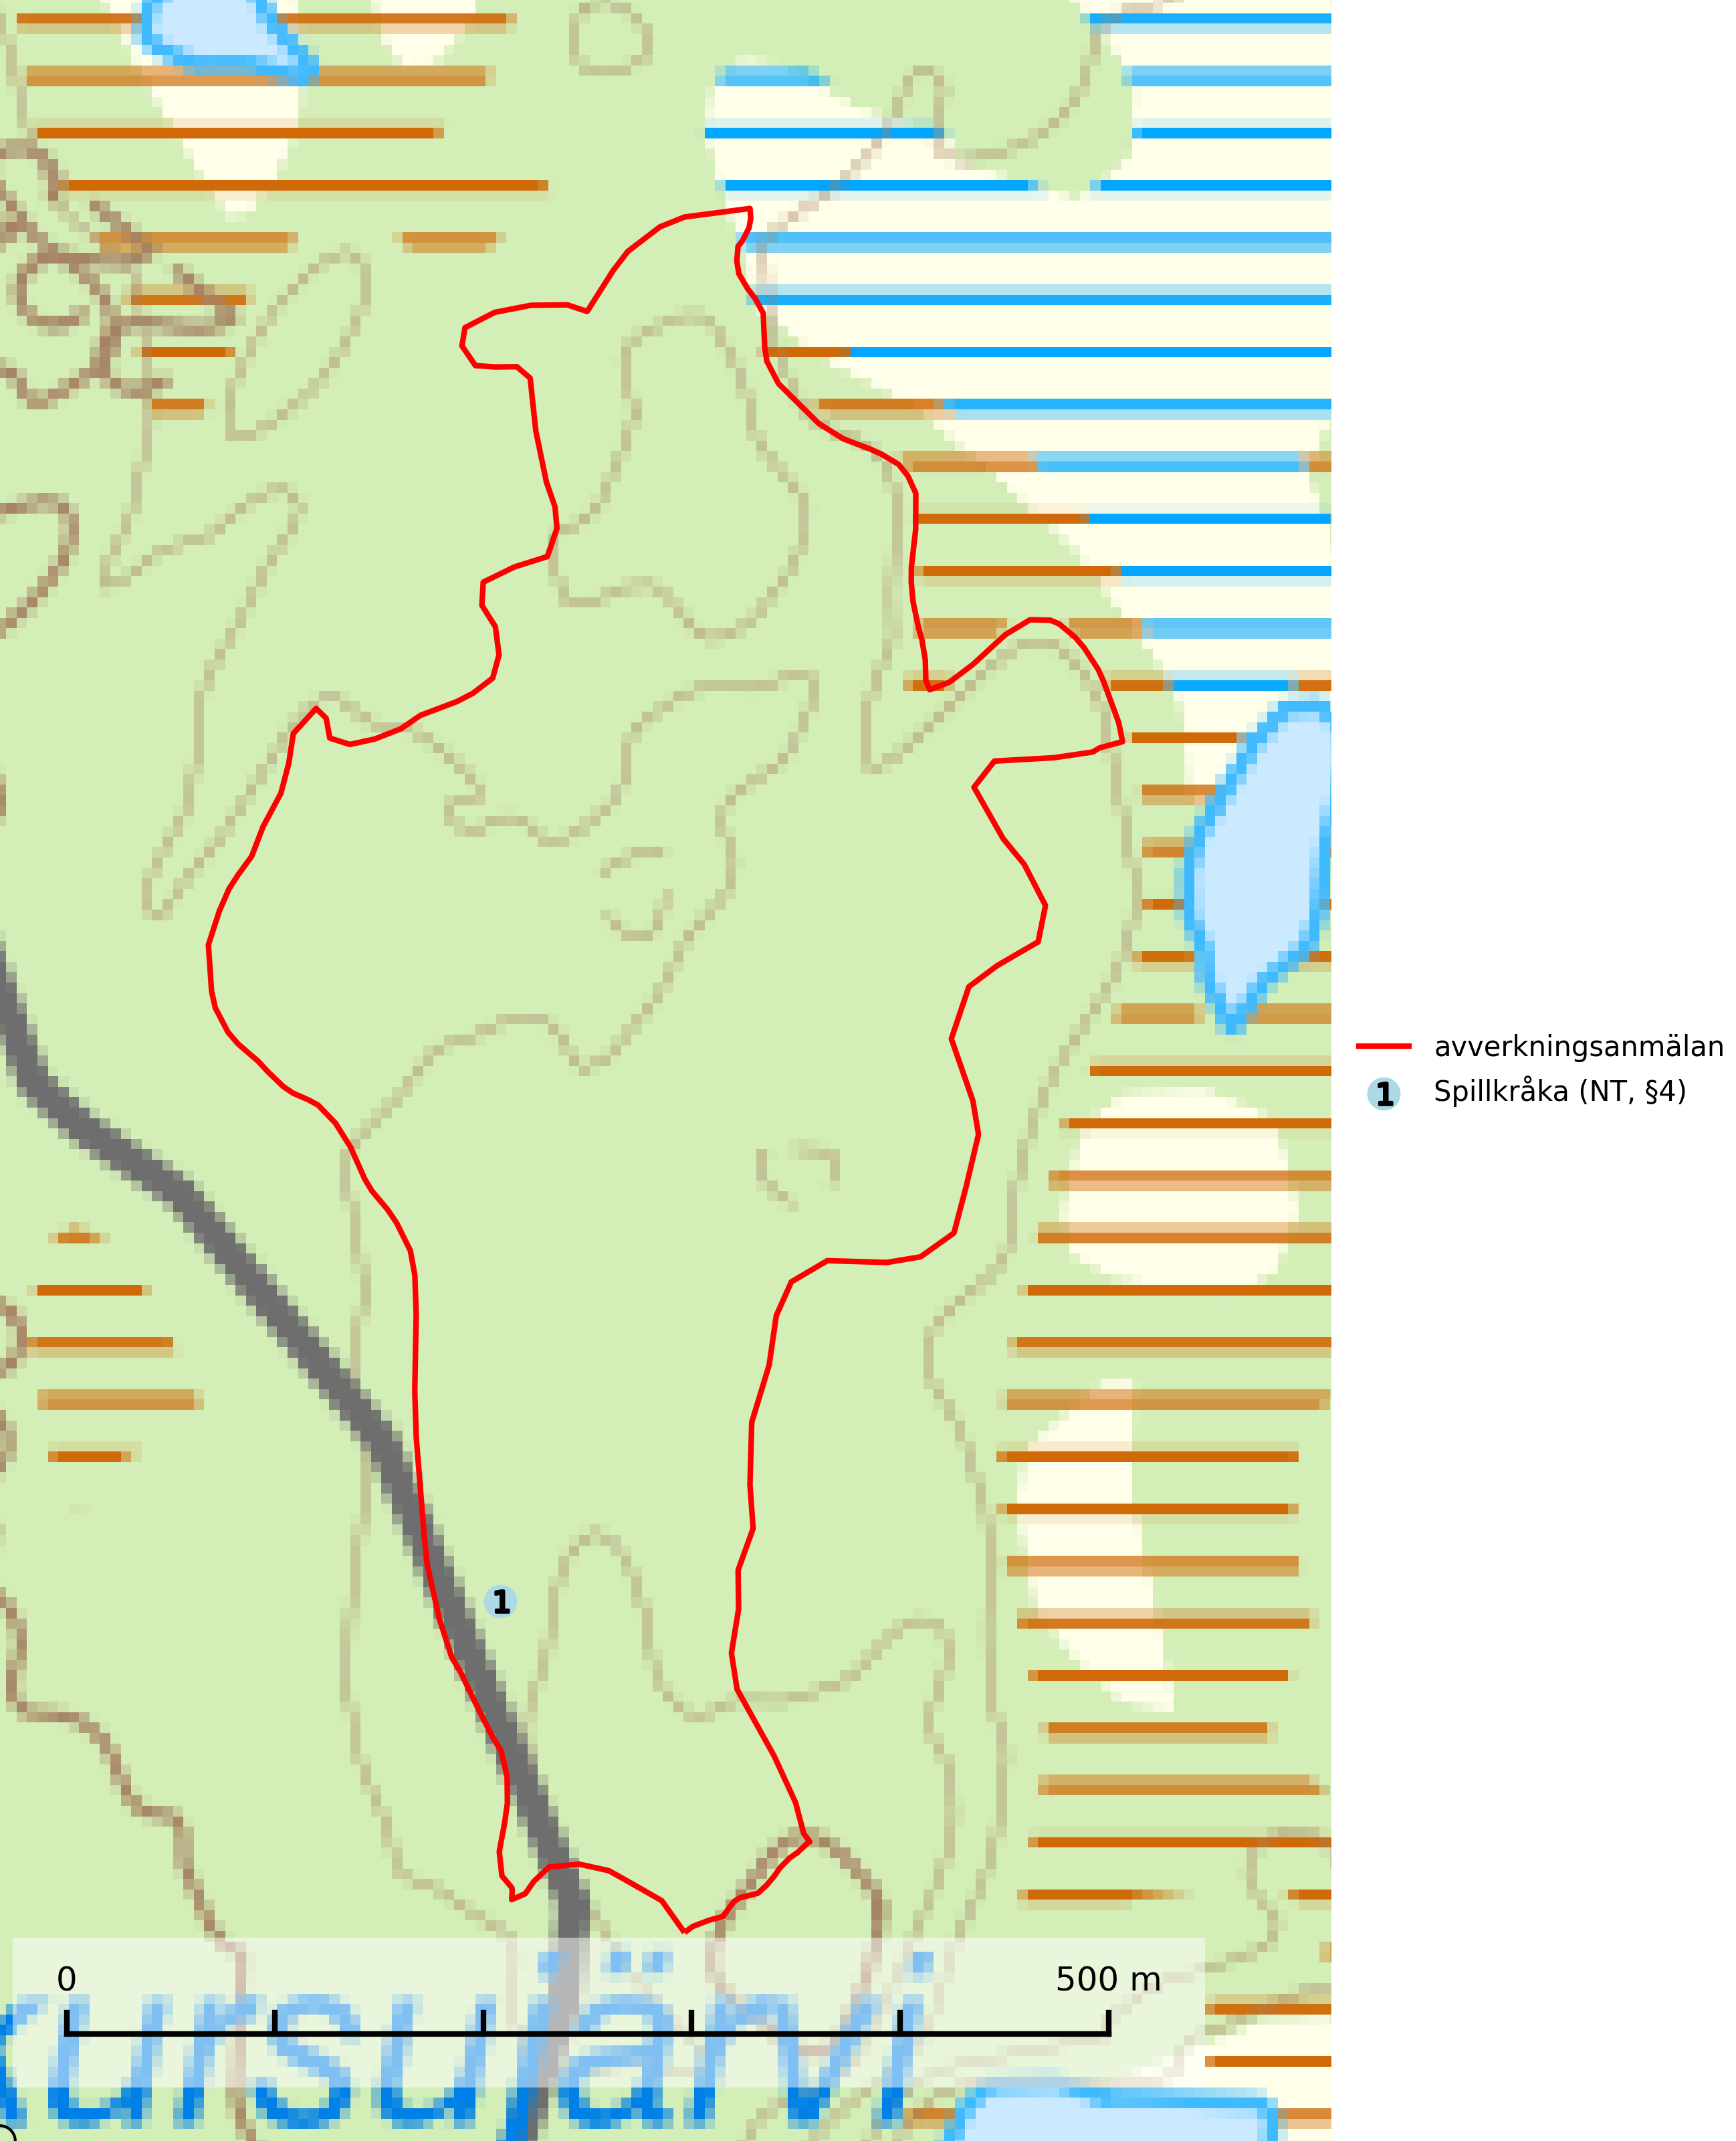 avverkningsanmälan
1 Spillkråka (NT, §4)
1
0 500 m